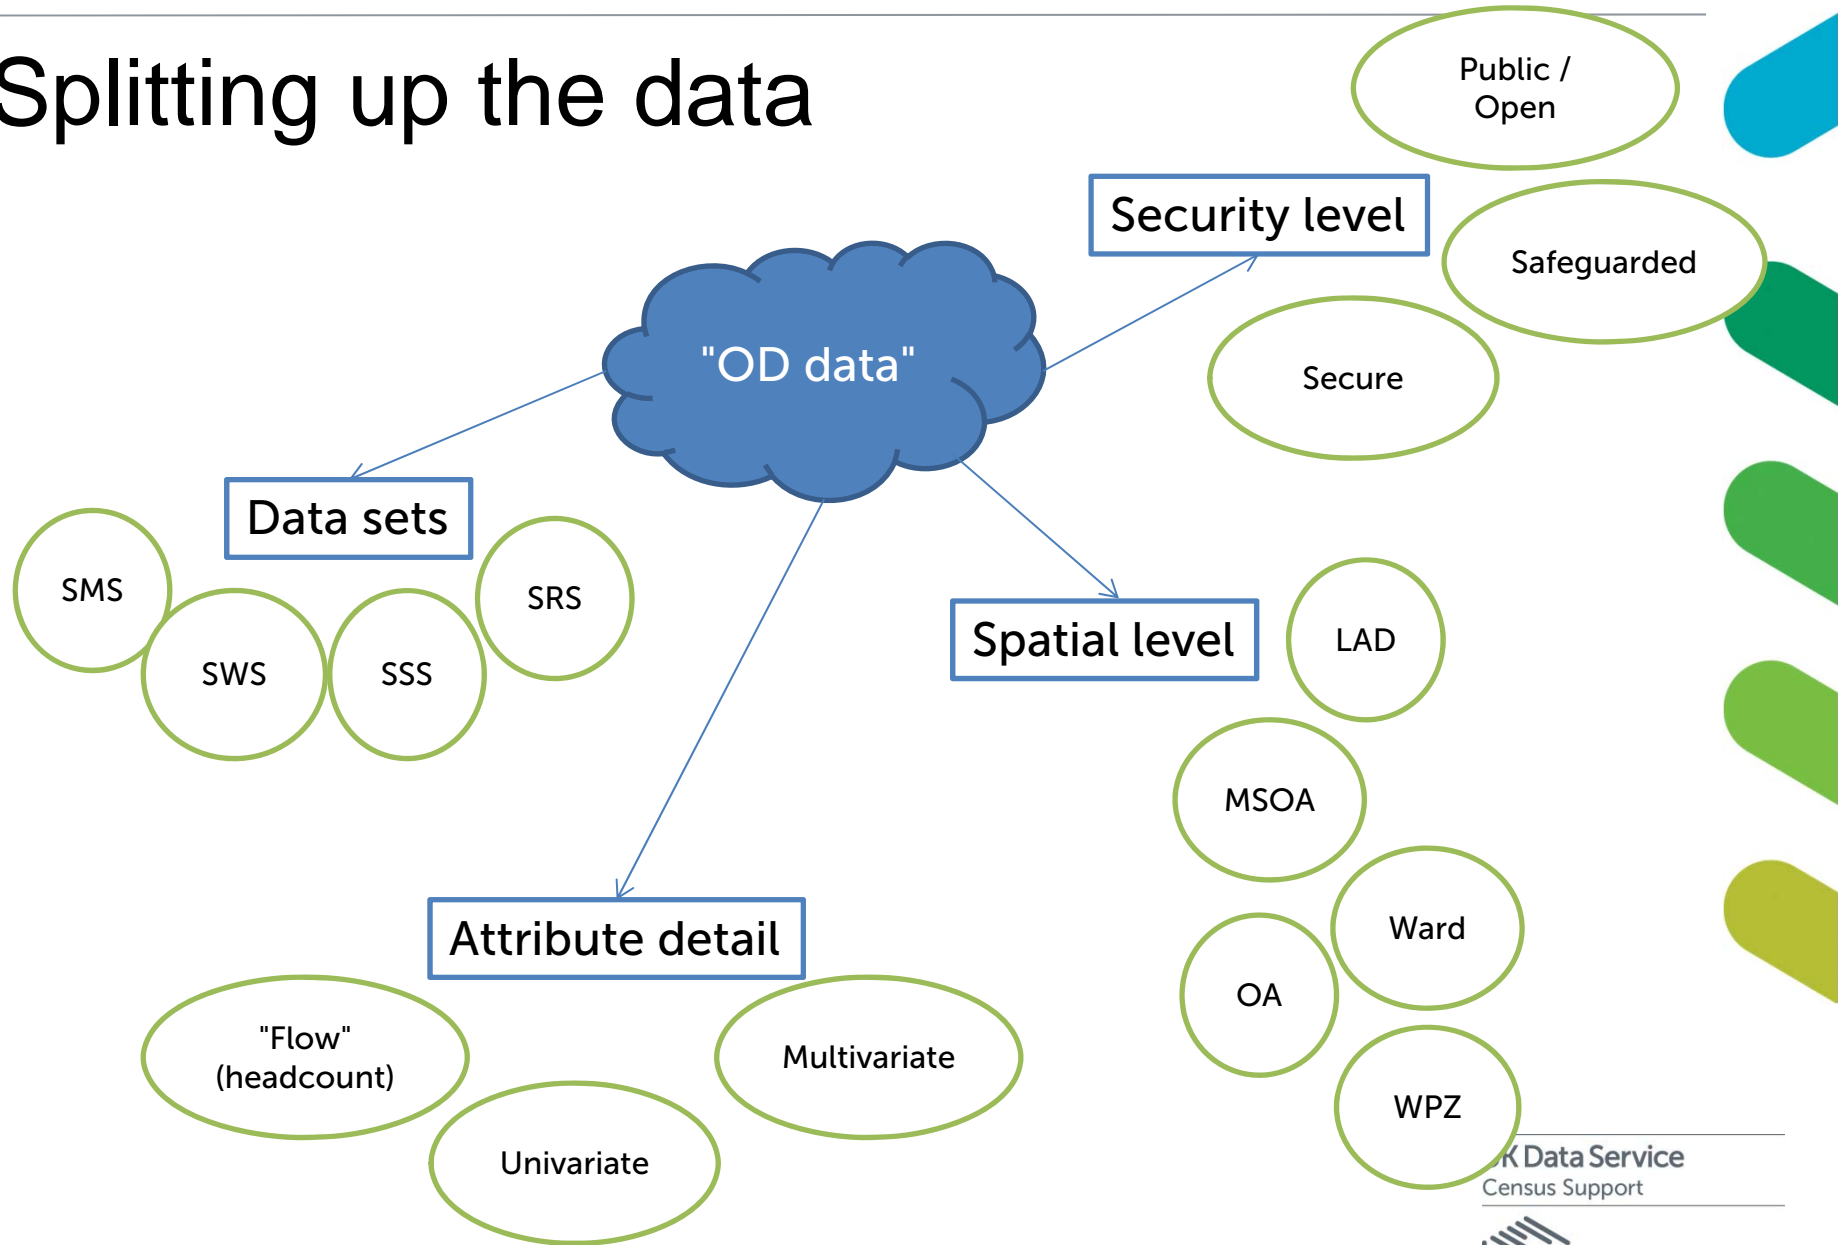 Splitting up the data
Public /
Open
Security level
Safeguarded
"OD data"
Secure
Data sets
SMS
SRS
SWS
SSS
Spatial level
LAD
MSOA
Attribute detail
Ward
OA
"Flow"
(headcount)
Multivariate
WPZ
Univariate
K Data Service
Census Support